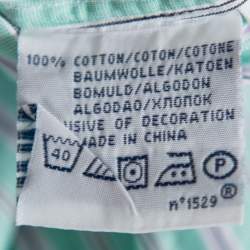 100% COTTON/COTON/COTONE
BAUMWOLLE/KATOEN
BOMULD/ALGODON
ALGODAO/ХЛОПОК
USIVE OF DECORATION
MADE IN CHINA
40 P
n°1529